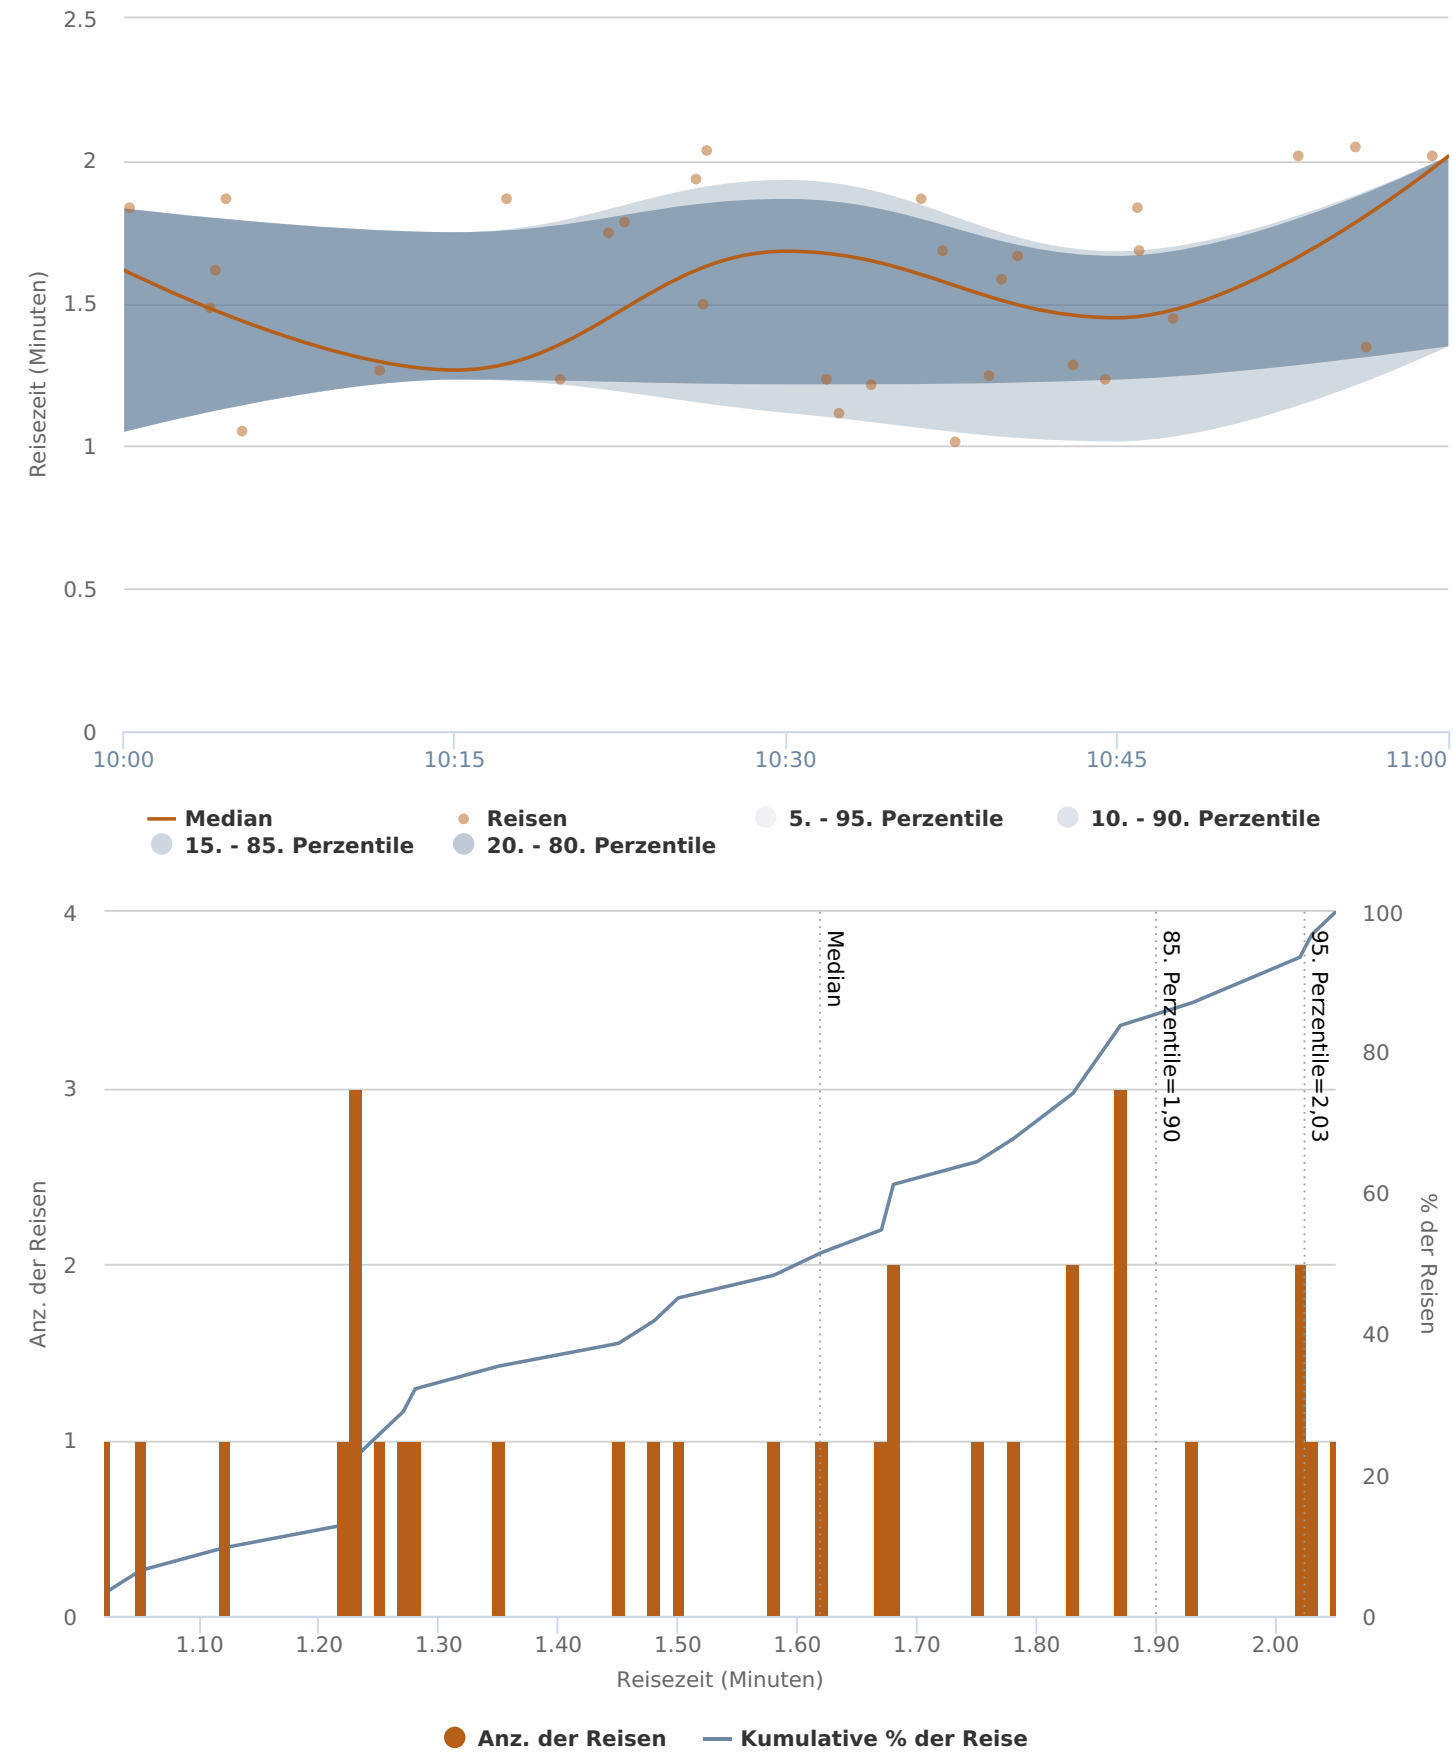 2.5
2
1.5
1
0.5
0
Reisezeit (Minuten)
10:00 10:15 10:30 10:45 11:00
Median Reisen 5. - 95. Perzentile 10. - 90. Perzentile
15. - 85. Perzentile 20. - 80. Perzentile
4
3
2
1
0
Anz. der Reisen
Median
85. Perzentile=1,90
95. Perzentile=2,03
100
80
60
40
20
0
% der Reisen
1.10 1.20 1.30 1.40 1.50 1.60 1.70 1.80 1.90 2.00
Reisezeit (Minuten)
Anz. der Reisen Kumulative % der Reise